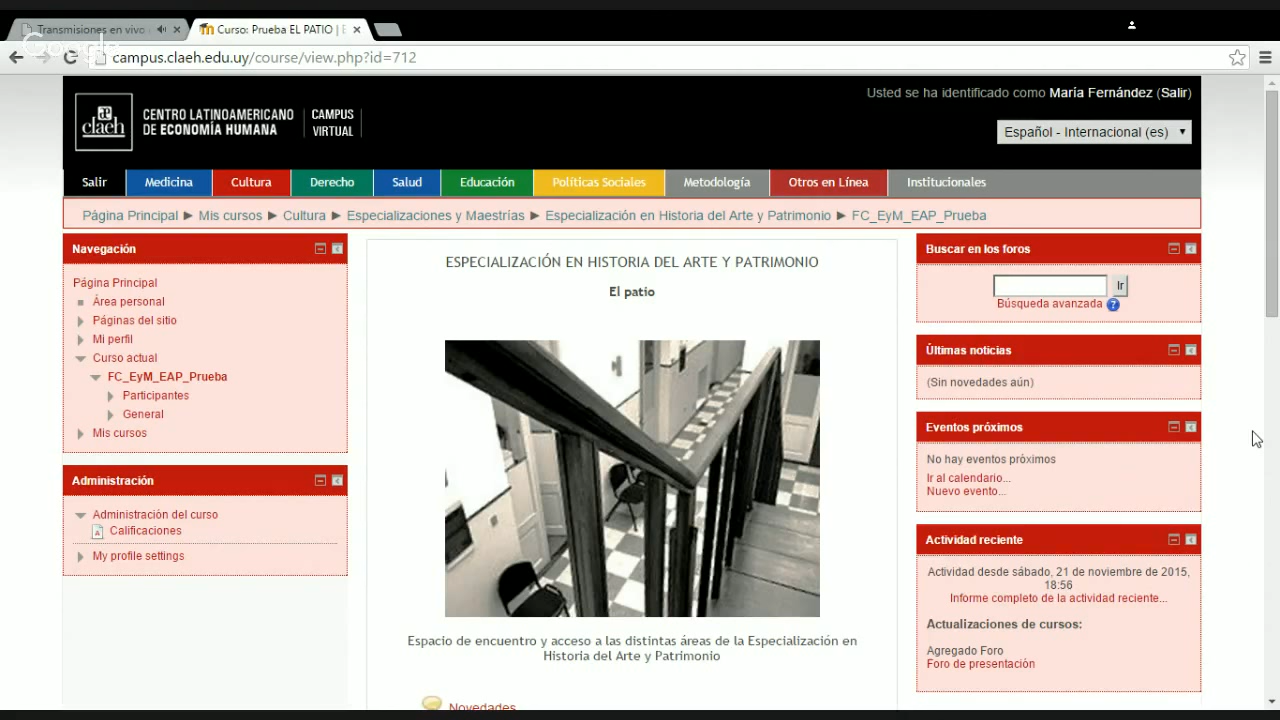 Transmisiones en vivo
Curso: Prueba EL PATIO |
Google
campus.claeh.edu.uy/course/view.php?id=712
Usted se ha identificado como María Fernández (Salir)
æ
claeh
CENTRO LATINOAMERICANO
DE ECONOMÍA HUMANA
CAMPUS
VIRTUAL
Español - Internacional (es)
Salir
Medicina
Cultura
Derecho
Salud
Educación
Políticas Sociales
Metodología
Otros en Línea
Institucionales
Página Principal ► Mis cursos ► Cultura ► Especializaciones y Maestrías ► Especialización en Historia del Arte y Patrimonio ► FC_EyM_EAP_Prueba
Navegación
Página Principal
Área personal
Páginas del sitio
Mi perfil
Curso actual
FC_EyM_EAP_Prueba
Participantes
General
Mis cursos
Administración
Administración del curso
Calificaciones
My profile settings
ESPECIALIZACIÓN EN HISTORIA DEL ARTE Y PATRIMONIO
El patio
Espacio de encuentro y acceso a las distintas áreas de la Especialización en
Historia del Arte y Patrimonio
Novedades
Buscar en los foros
Ir
Búsqueda avanzada
Últimas noticias
(Sin novedades aún)
Eventos próximos
No hay eventos próximos
Ir al calendario...
Nuevo evento...
Actividad reciente
Actividad desde sábado, 21 de noviembre de 2015,
18:56
Informe completo de la actividad reciente...
Actualizaciones de cursos:
Agregado Foro
Foro de presentación